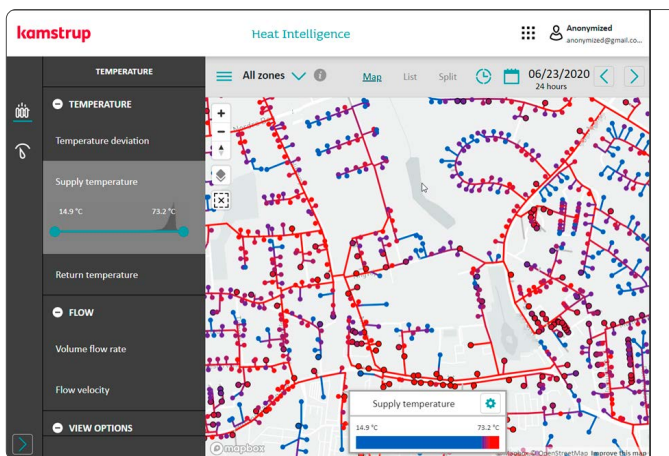 kamstrup
Heat Intelligence
Anonymized
anonymized@gmail.co...
TEMPERATURE
All zones
Map
List
Split
06/23/2020
24 hours
TEMPERATURE
Temperature deviation
Supply temperature
14.9 °C
73.2 °C
Return temperature
FLOW
Volume flow rate
Flow velocity
VIEW OPTIONS
Supply temperature
14.9 °C
73.2 °C
mapbox
© OpenStreetMap Improve this map